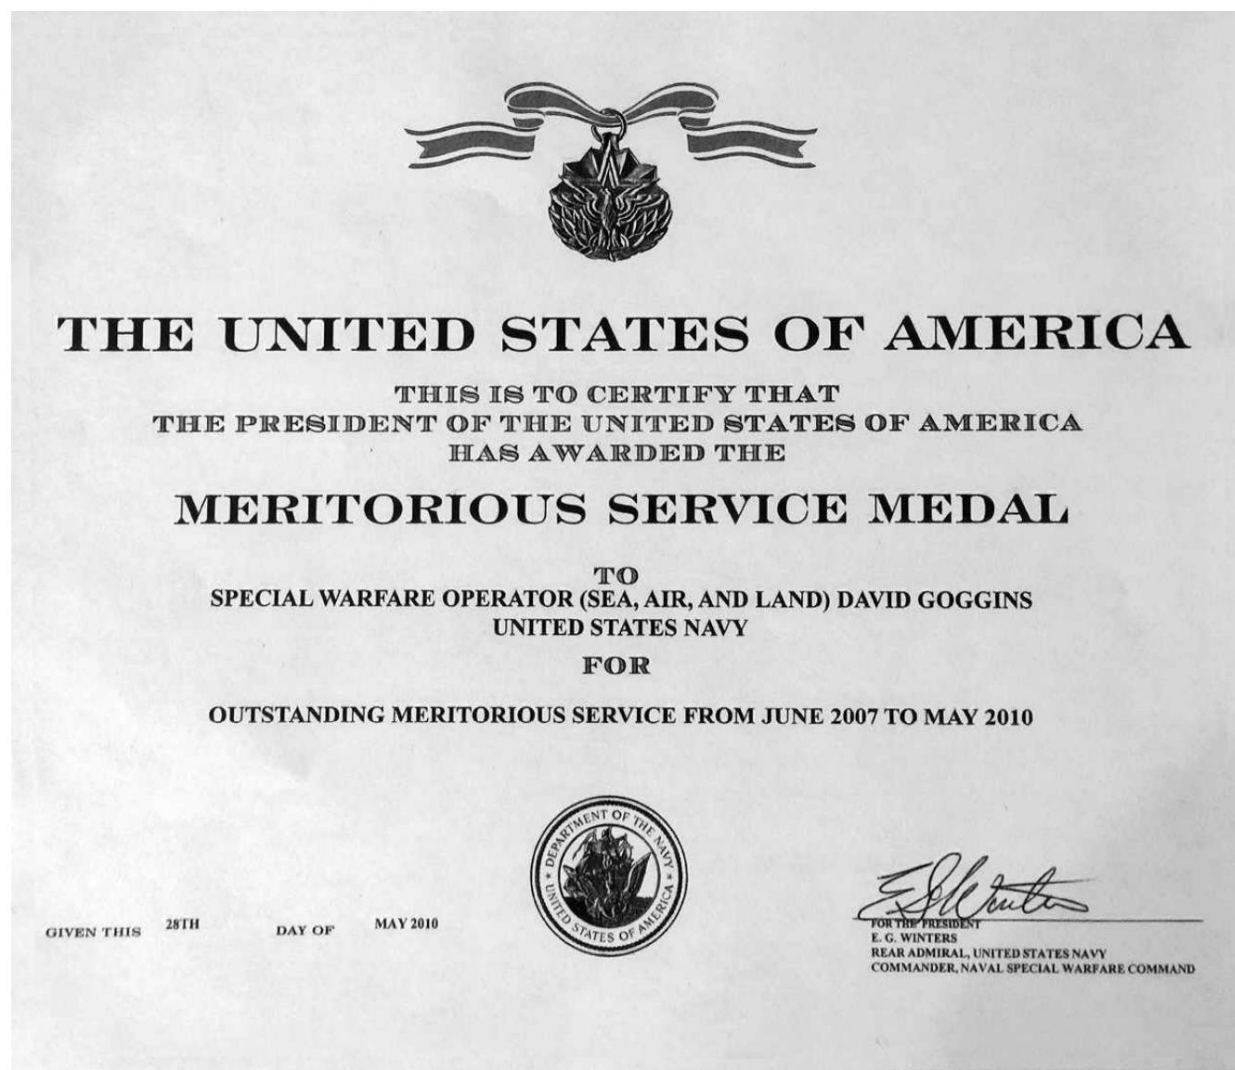 THE UNITED STATES OF AMERICA
THIS IS TO CERTIFY THAT
THE PRESIDENT OF THE UNITED STATES OF AMERICA
HAS AWARDED THE
MERITORIOUS SERVICE MEDAL
TO
SPECIAL WARFARE OPERATOR (SEA, AIR, AND LAND) DAVID GOGGINS
UNITED STATES NAVY
FOR
OUTSTANDING MERITORIOUS SERVICE FROM JUNE 2007 TO MAY 2010
DEPARTMENT OF THE NAVY
UNITED STATES OF AMERICA
GIVEN THIS 28TH DAY OF MAY 2010
E G Winters
FOR THE PRESIDENT
E. G. WINTERS
REAR ADMIRAL, UNITED STATES NAVY
COMMANDER, NAVAL SPECIAL WARFARE COMMAND